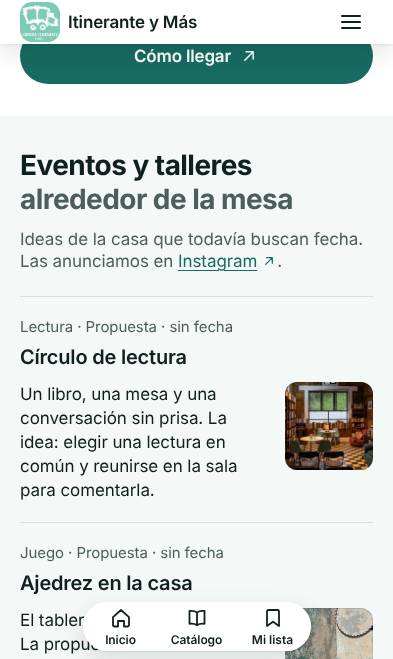 Itinerante y Más
Cómo llegar
Eventos y talleres
alrededor de la mesa
Ideas de la casa que todavía buscan fecha.
Las anunciamos en Instagram ↗.
Lectura · Propuesta · sin fecha
Círculo de lectura
Un libro, una mesa y una
conversación sin prisa. La
idea: elegir una lectura en
común y reunirse en la sala
para comentarla.
Juego · Propuesta · sin fecha
Ajedrez en la casa
El
La
Inicio
Catálogo
Mi lista